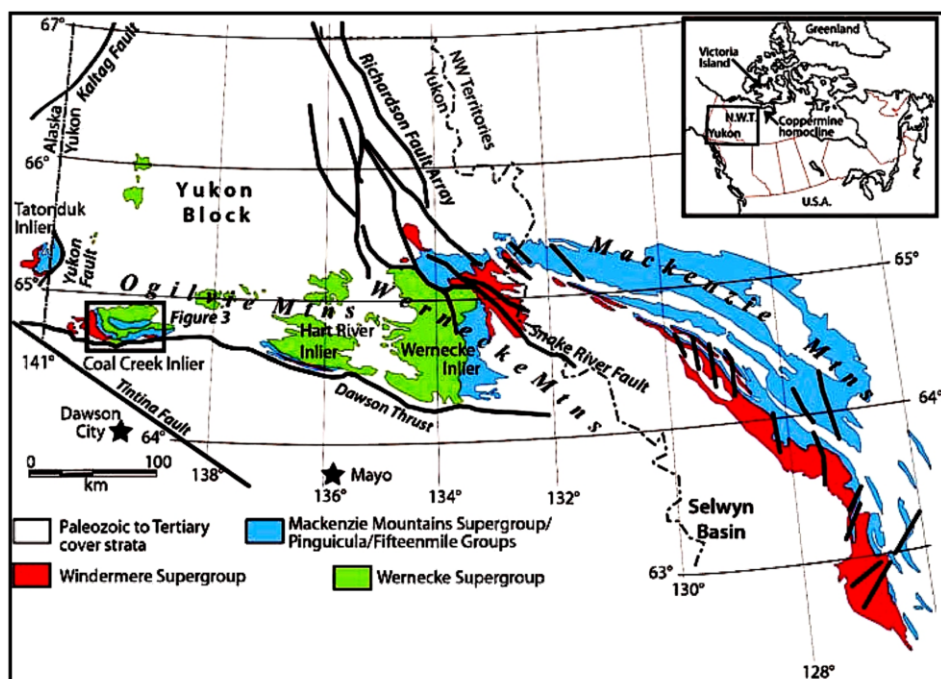 67°
Kaltag Fault
Alaska
Yukon
66°
Richardson Fault Array
NW Territories
Yukon
Yukon
Block
Tatonduk
Inlier
Yukon
Fault
65°
Ogilvie Mtns
Figure 3
Hart River
Inlier
Wernecke Mtns
Wernecke
Inlier
Mackenzie Mtns
65°
141°
Coal Creek Inlier
Snake River Fault
Tintina Fault
Dawson Thrust
Dawson
City
64°
64°
138°
0 100
km
136°
Mayo
134°
132°
Selwyn
Basin
63°
130°
128°
Paleozoic to Tertiary
cover strata
Mackenzie Mountains Supergroup/
Pinguicula/Fifteenmile Groups
Windermere Supergroup
Wernecke Supergroup
Greenland
Victoria
Island
N.W.T.
Yukon
Coppermine
homocline
U.S.A.